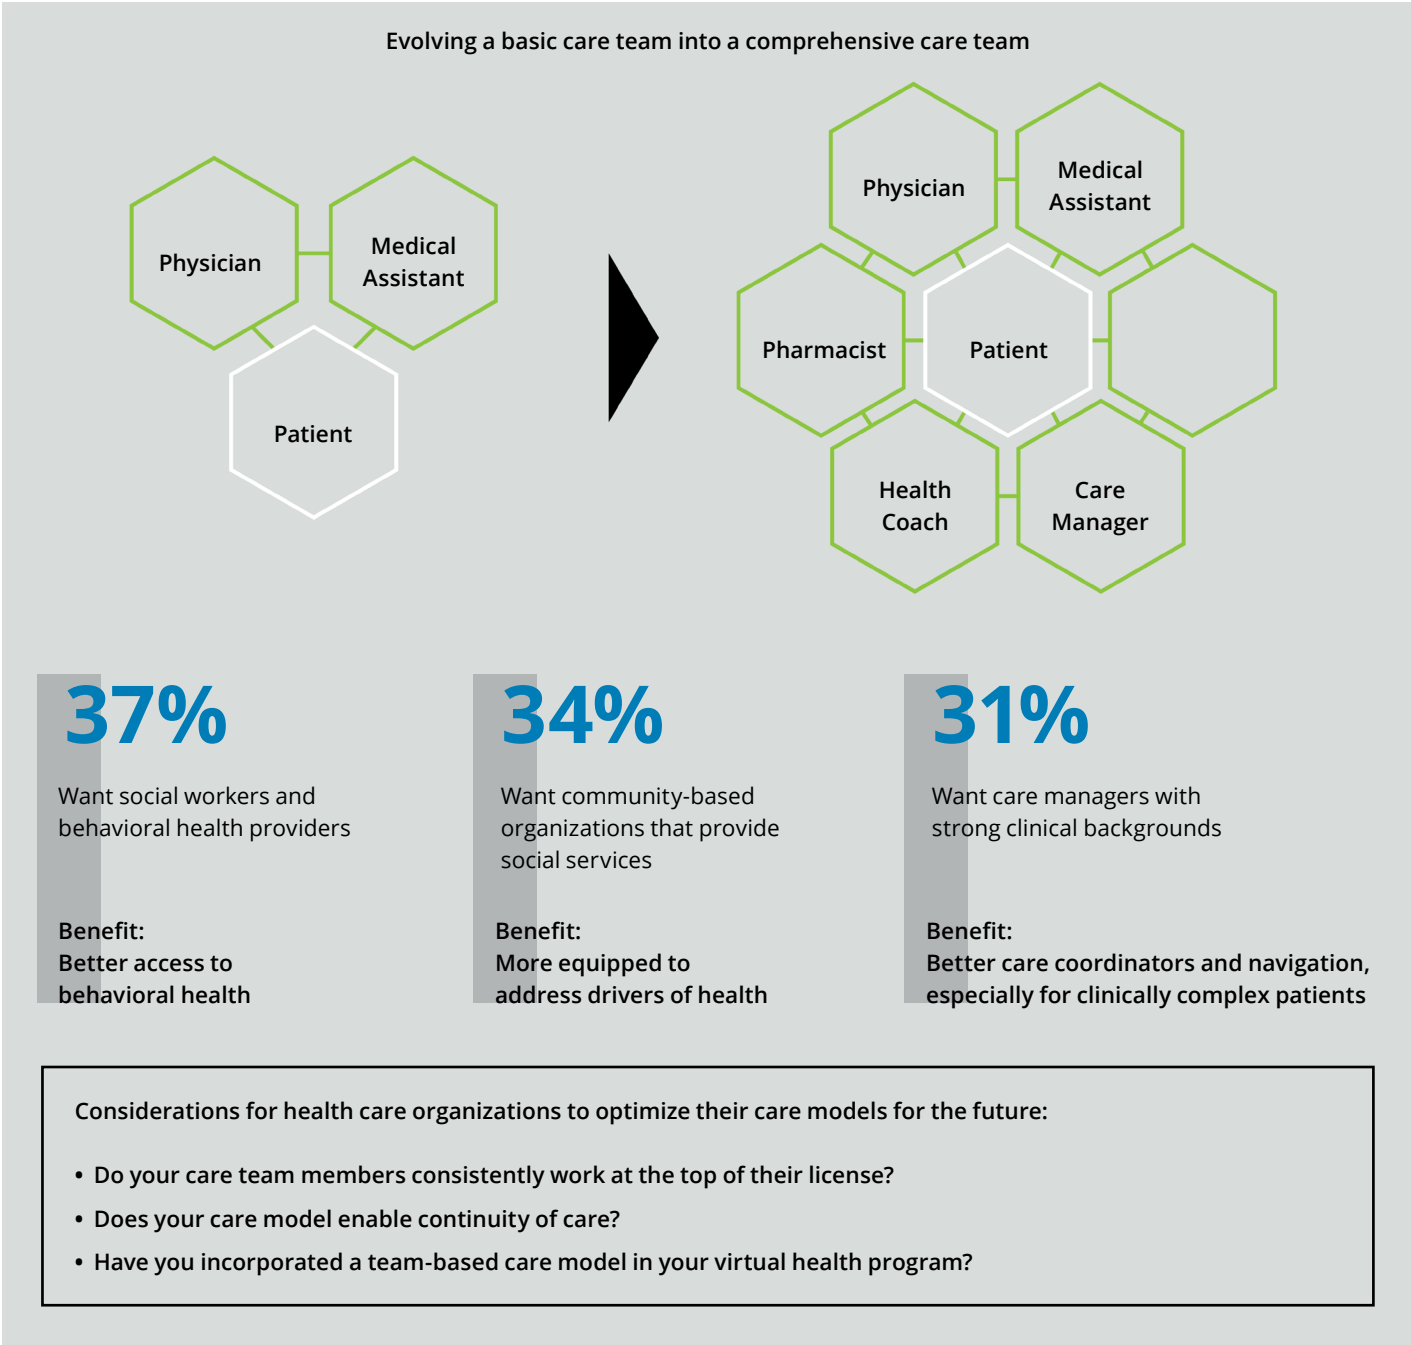 Evolving a basic care team into a comprehensive care team
Physician
Medical
Assistant
Patient
Physician
Medical
Assistant
Pharmacist
Patient
Health
Coach
Care
Manager
37%
Want social workers and
behavioral health providers
Benefit:
Better access to
behavioral health
34%
Want community-based
organizations that provide
social services
Benefit:
More equipped to
address drivers of health
31%
Want care managers with
strong clinical backgrounds
Benefit:
Better care coordinators and navigation,
especially for clinically complex patients
Considerations for health care organizations to optimize their care models for the future:
• Do your care team members consistently work at the top of their license?
• Does your care model enable continuity of care?
• Have you incorporated a team-based care model in your virtual health program?